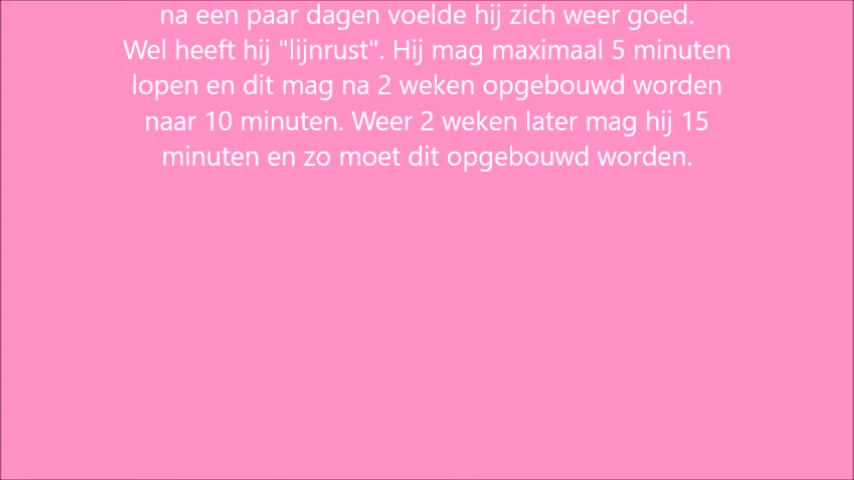 na een paar dagen voelde hij zich weer goed.
Wel heeft hij "lijnrust". Hij mag maximaal 5 minuten
lopen en dit mag na 2 weken opgebouwd worden
naar 10 minuten. Weer 2 weken later mag hij 15
minuten en zo moet dit opgebouwd worden.